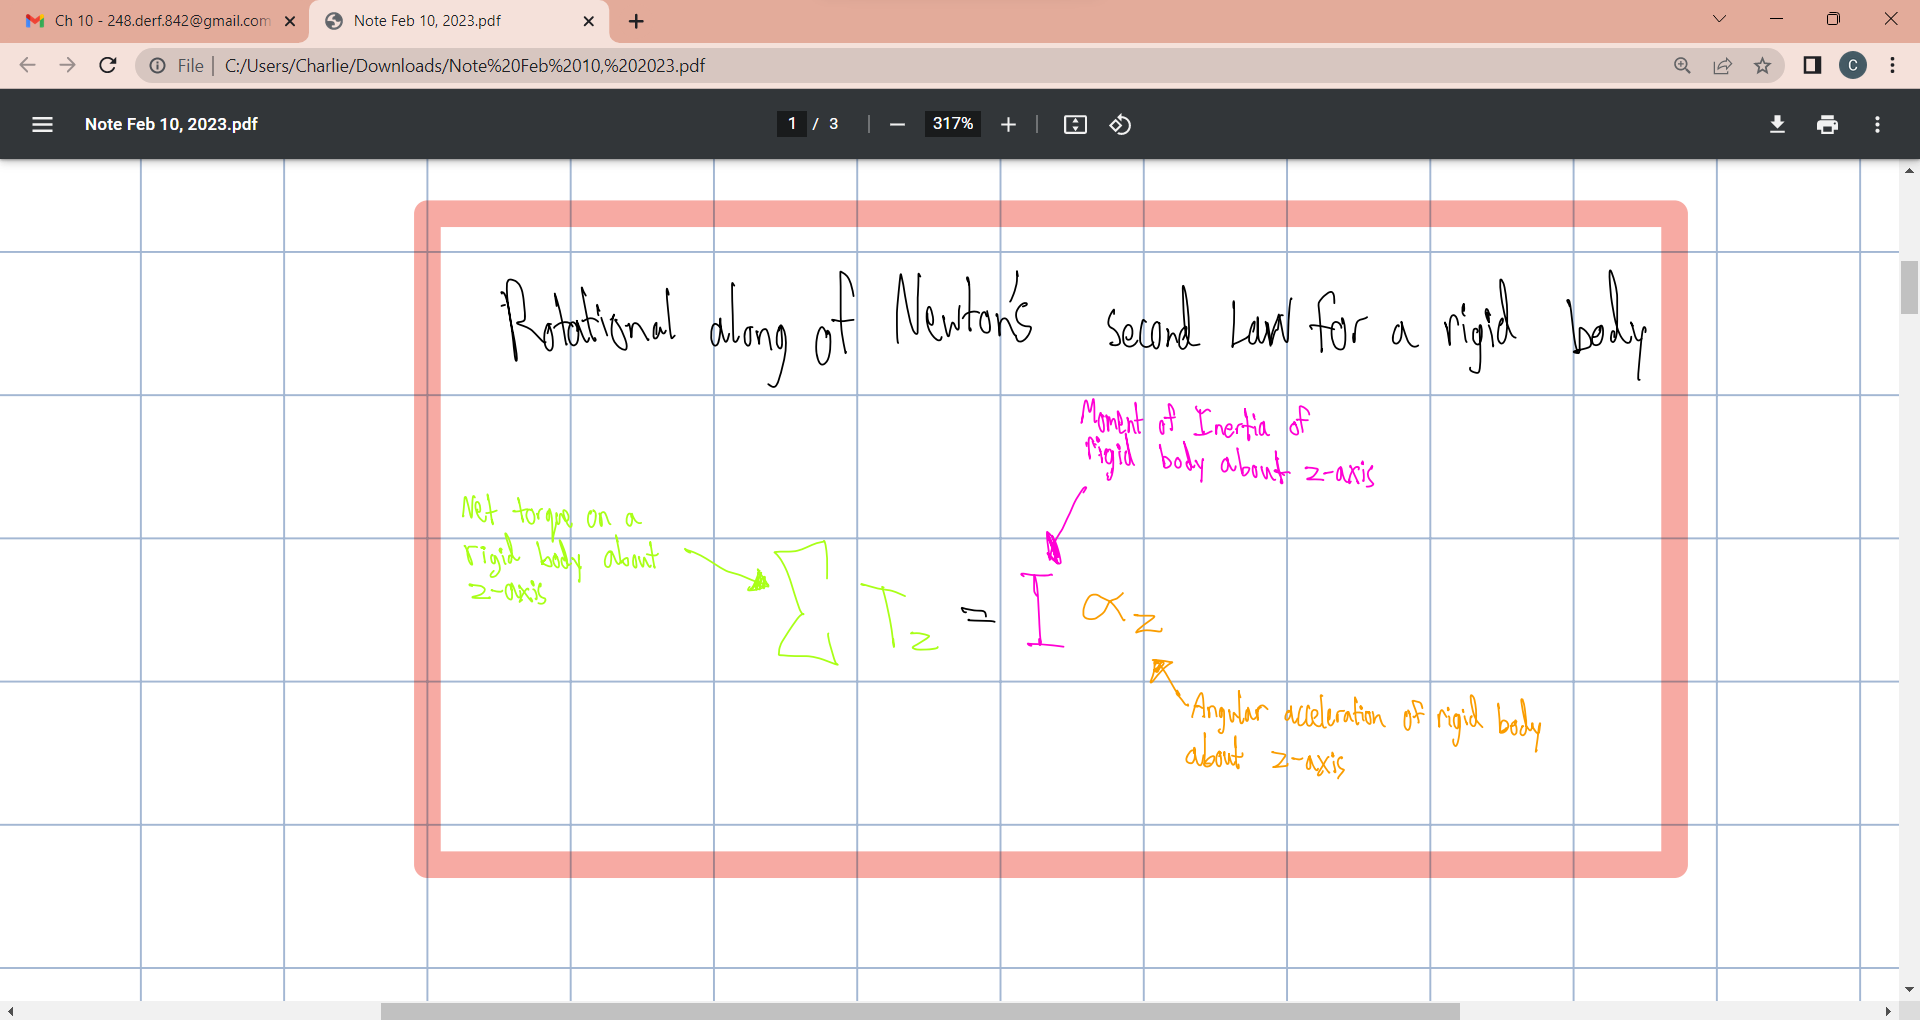 Ch 10 - 248.derf.842@gmail.com
Note Feb 10, 2023.pdf
File
C:/Users/Charlie/Downloads/Note%20Feb%2010,%202023.pdf
C
Note Feb 10, 2023.pdf
1 / 3
317%
Rotational along of Newton's second Law for a rigid body
Moment of Inertia of
rigid body about z-axis
Net torque on a
rigid body about
z-axis
∑ T_z = I α_z
Angular acceleration of rigid body
about z-axis